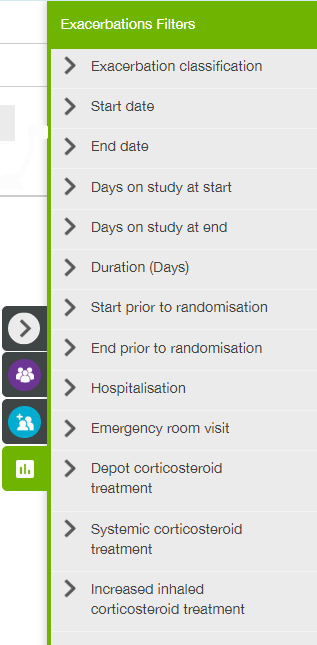 Exacerbations Filters
Exacerbation classification
Start date
End date
Days on study at start
Days on study at end
Duration (Days)
Start prior to randomisation
End prior to randomisation
Hospitalisation
Emergency room visit
Depot corticosteroid
treatment
Systemic corticosteroid
treatment
Increased inhaled
corticosteroid treatment